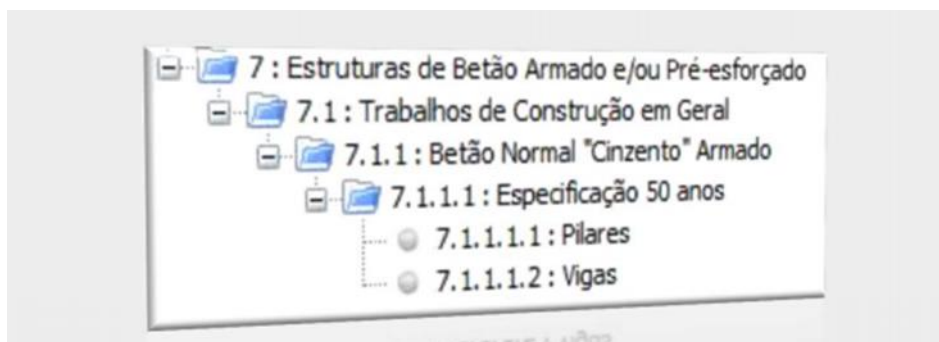 7 : Estruturas de Betão Armado e/ou Pré-esforçado
7.1 : Trabalhos de Construção em Geral
7.1.1 : Betão Normal "Cinzento" Armado
7.1.1.1 : Especificação 50 anos
7.1.1.1.1 : Pilares
7.1.1.1.2 : Vigas